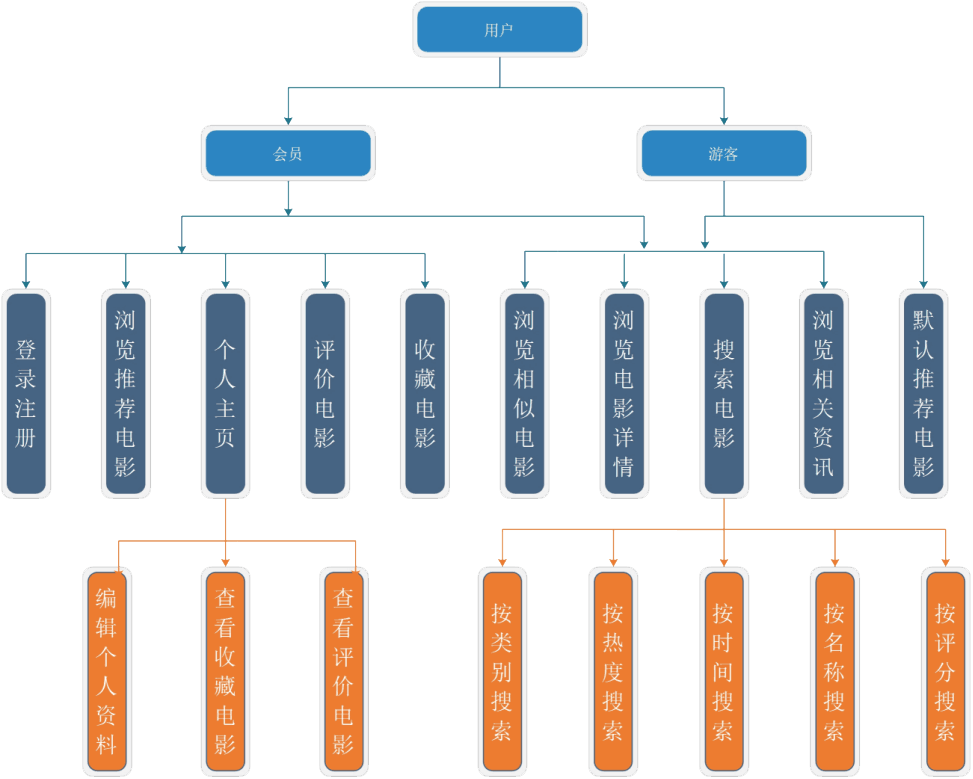 用户
会员
游客
登录注册
浏览推荐电影
个人主页
评价电影
收藏电影
浏览相似电影
浏览电影详情
搜索电影
浏览相关资讯
默认推荐电影
编辑个人资料
查看收藏电影
查看评价电影
按类别搜索
按热度搜索
按时间搜索
按名称搜索
按评分搜索